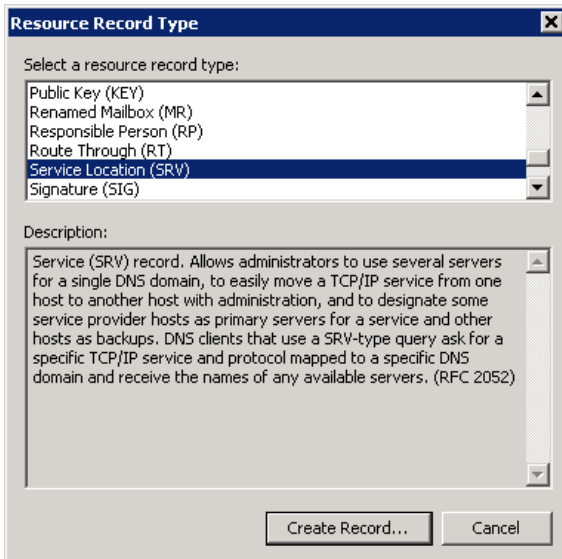 Resource Record Type
Select a resource record type:
Public Key (KEY)
Renamed Mailbox (MR)
Responsible Person (RP)
Route Through (RT)
Service Location (SRV)
Signature (SIG)
Description:
Service (SRV) record. Allows administrators to use several servers
for a single DNS domain, to easily move a TCP/IP service from one
host to another host with administration, and to designate some
service provider hosts as primary servers for a service and other
hosts as backups. DNS clients that use a SRV-type query ask for a
specific TCP/IP service and protocol mapped to a specific DNS
domain and receive the names of any available servers. (RFC 2052)
Create Record...
Cancel